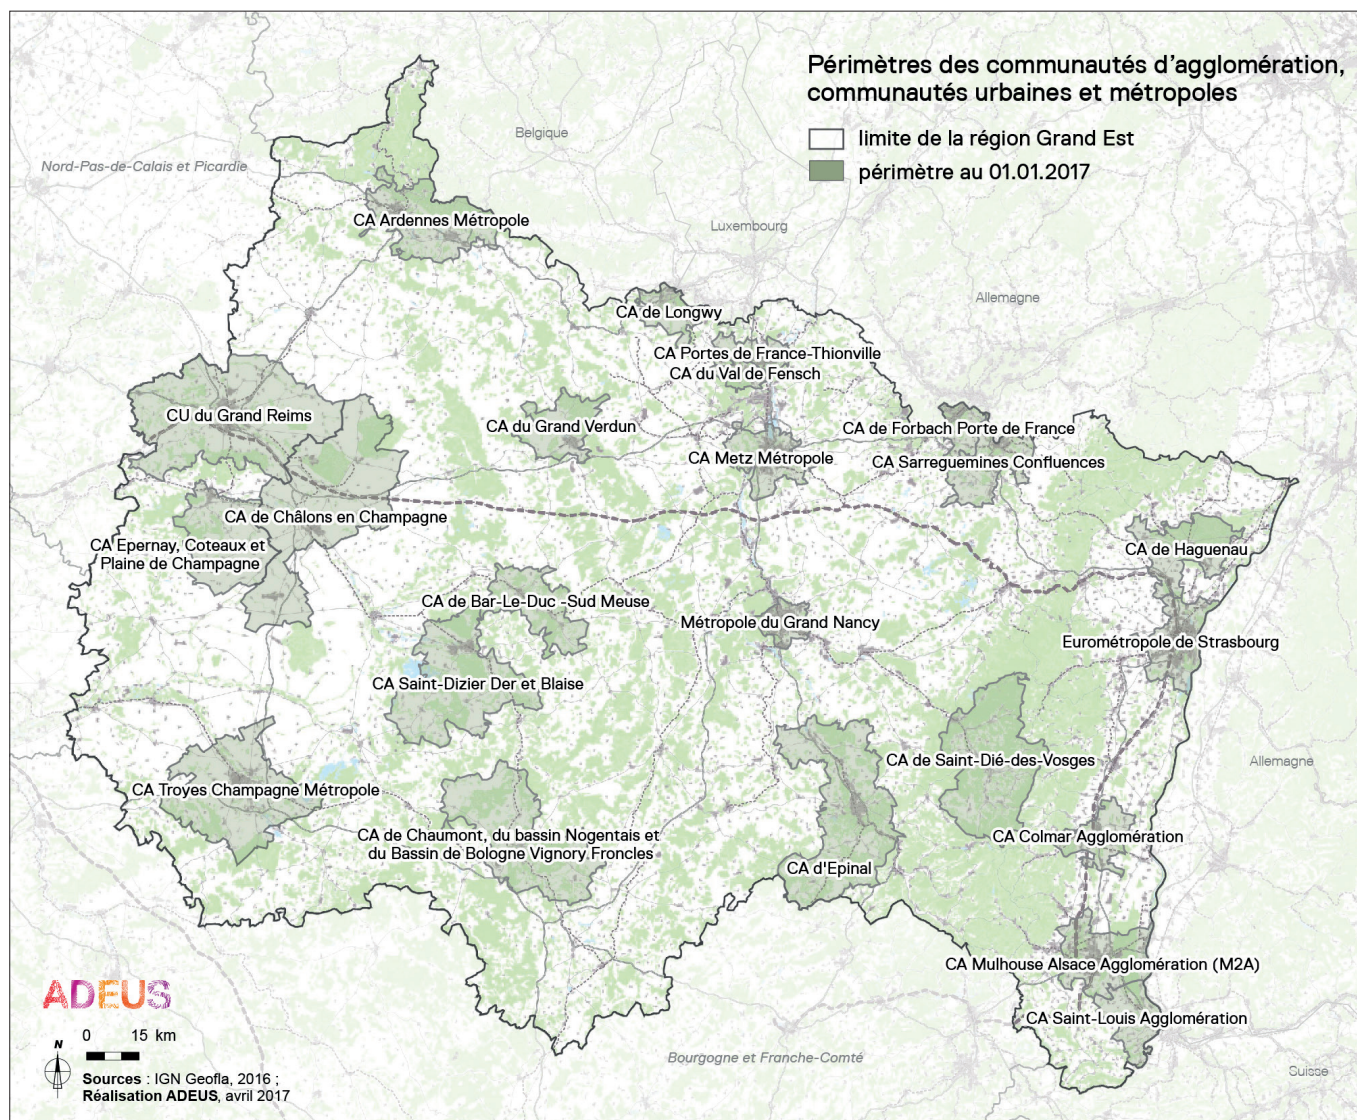 Périmètres des communautés d'agglomération,
communautés urbaines et métropoles
limite de la région Grand Est
périmètre au 01.01.2017
Belgique
Nord-Pas-de-Calais et Picardie
CA Ardennes Métropole
Luxembourg
Allemagne
CA de Longwy
CA Portes de France-Thionville
CA du Val de Fensch
CU du Grand Reims
CA du Grand Verdun
CA de Forbach Porte de France
CA Metz Métropole
CA Sarreguemines Confluences
CA de Châlons en Champagne
CA Epernay, Coteaux et
Plaine de Champagne
CA de Haguenau
CA de Bar-Le-Duc -Sud Meuse
Métropole du Grand Nancy
Eurométropole de Strasbourg
CA Saint-Dizier Der et Blaise
CA de Saint-Dié-des-Vosges
Allemagne
CA Troyes Champagne Métropole
CA de Chaumont, du bassin Nogentais et
du Bassin de Bologne Vignory Froncles
CA Colmar Agglomération
CA d'Epinal
CA Mulhouse Alsace Agglomération (M2A)
CA Saint-Louis Agglomération
Bourgogne et Franche-Comté
Suisse
ADEUS
0 15 km
N
Sources : IGN Geofla, 2016 ;
Réalisation ADEUS, avril 2017